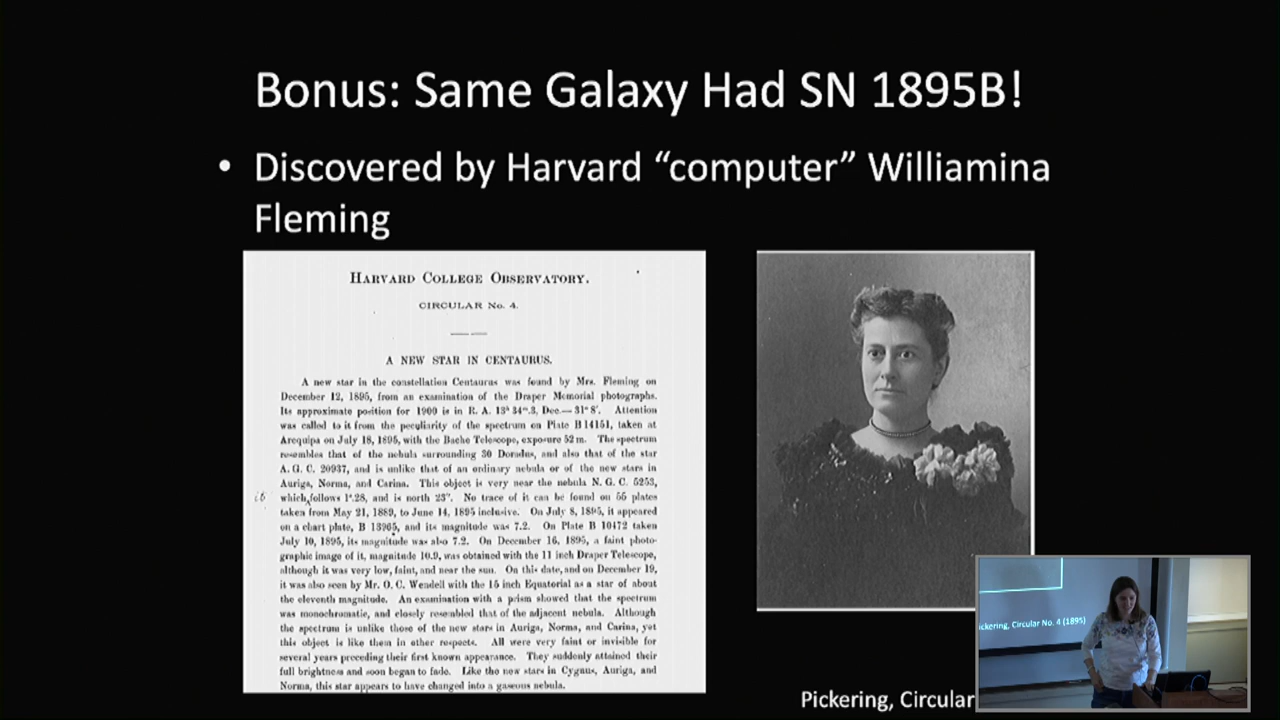 Bonus: Same Galaxy Had SN 1895B!
• Discovered by Harvard “computer” Williamina
Fleming
HARVARD COLLEGE OBSERVATORY.
CIRCULAR No. 4.
A NEW STAR IN CENTAURUS.
A new star in the constellation Centaurus was found by Mrs. Fleming on
December 12, 1895, from an examination of the Draper Memorial photographs.
Its approximate position for 1900 is in R. A. 13ʰ 34ᵐ.3, Dec.— 31° 8'. Attention
was called to it from the peculiarity of the spectrum on Plate B 14151, taken at
Arequipa on July 18, 1895, with the Bache Telescope, exposure 52 m. The spectrum
resembles that of the nebula surrounding 30 Doradus, and also that of the star
A. G. C. 20937, and is unlike that of an ordinary nebula or of the new stars in
Auriga, Norma, and Carina. This object is very near the nebula N. G. C. 5253,
which follows 1ˢ.28, and is north 23". No trace of it can be found on 55 plates
taken from May 21, 1889, to June 14, 1895 inclusive. On July 8, 1895, it appeared
on a chart plate, B 13965, and its magnitude was 7.2. On Plate B 10472 taken
July 10, 1895, its magnitude was also 7.2. On December 16, 1895, a faint photo-
graphic image of it, magnitude 10.9, was obtained with the 11 inch Draper Telescope,
although it was very low, faint, and near the sun. On this date, and on December 19,
it was also seen by Mr. O. C. Wendell with the 15 inch Equatorial as a star of about
the eleventh magnitude. An examination with a prism showed that the spectrum
was monochromatic, and closely resembled that of the adjacent nebula. Although
the spectrum is unlike those of the new stars in Auriga, Norma, and Carina, yet
this object is like them in other respects. All were very faint or invisible for
several years preceding their first known appearance. They suddenly attained their
full brightness and soon began to fade. Like the new stars in Cygnus, Auriga, and
Norma, this star appears to have changed into a gaseous nebula.
Pickering, Circular
ickering, Circular No. 4 (1895)